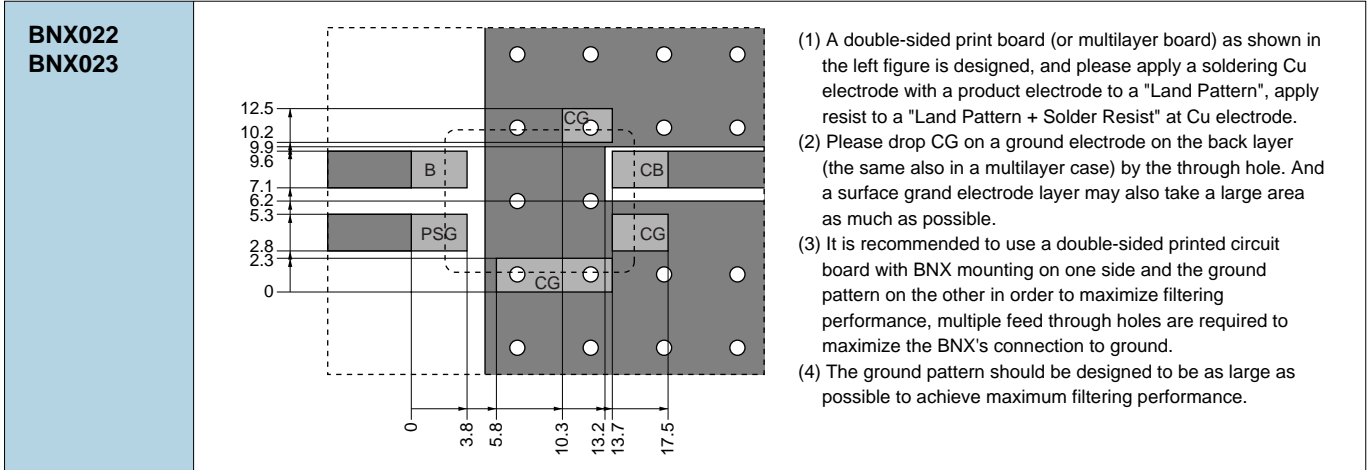 BNX022
BNX023
12.5
10.2
9.9
9.6
7.1
6.2
5.3
2.8
2.3
0
CG
B
CB
PSG
CG
CG
0
3.8
5.8
10.3
13.2
13.7
17.5
(1) A double-sided print board (or multilayer board) as shown in
the left figure is designed, and please apply a soldering Cu
electrode with a product electrode to a "Land Pattern", apply
resist to a "Land Pattern + Solder Resist" at Cu electrode.
(2) Please drop CG on a ground electrode on the back layer
(the same also in a multilayer case) by the through hole. And
a surface grand electrode layer may also take a large area
as much as possible.
(3) It is recommended to use a double-sided printed circuit
board with BNX mounting on one side and the ground
pattern on the other in order to maximize filtering
performance, multiple feed through holes are required to
maximize the BNX's connection to ground.
(4) The ground pattern should be designed to be as large as
possible to achieve maximum filtering performance.